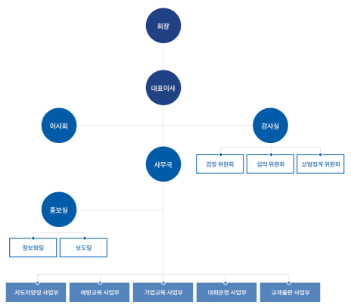 회장
대표이사
이사회
감사실
사무국
검정 위원회
심의 위원회
상벌징계 위원회
홍보실
정보화팀
보도팀
지도자양성 사업부
예방교육 사업부
기업교육 사업부
대회운영 사업부
교재출판 사업부